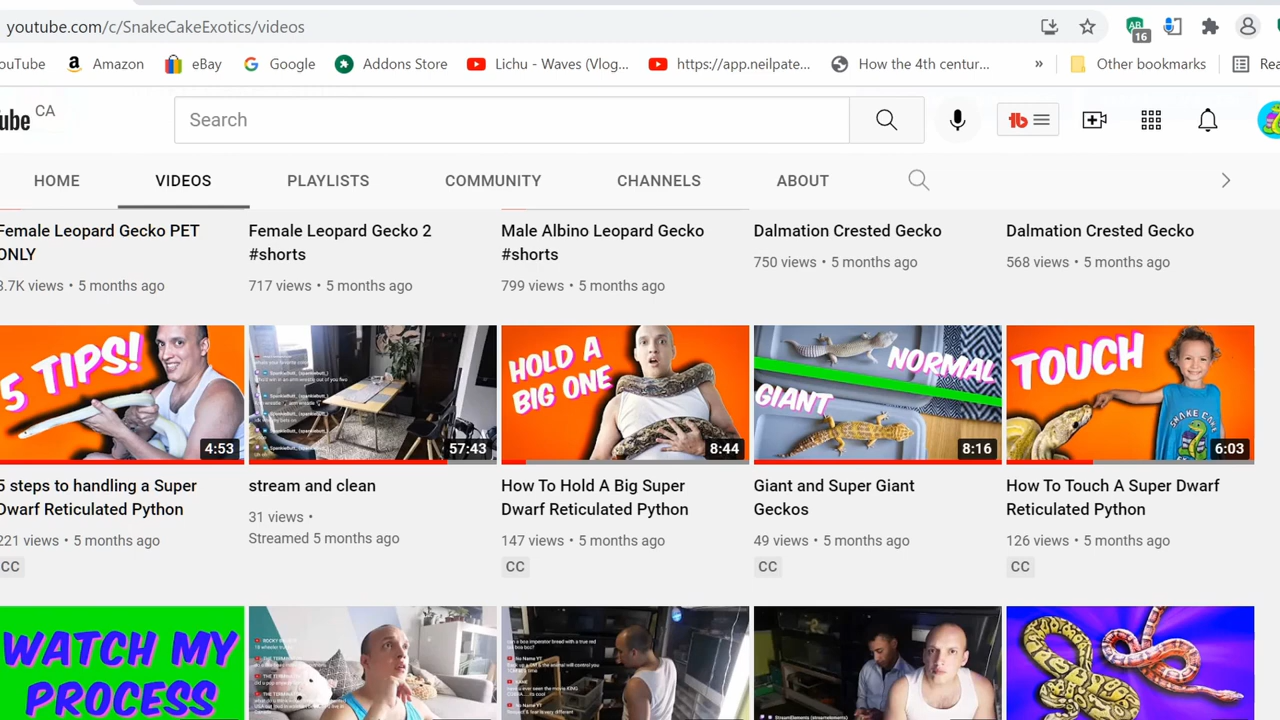 youtube.com/c/SnakeCakeExotics/videos
16
ouTube Amazon eBay Google Addons Store Lichu - Waves (Vlog... https://app.neilpate... How the 4th centur... » Other bookmarks Rea
ube CA Search
HOME VIDEOS PLAYLISTS COMMUNITY CHANNELS ABOUT
Female Leopard Gecko PET
ONLY
3.7K views • 5 months ago
Female Leopard Gecko 2
#shorts
717 views • 5 months ago
Male Albino Leopard Gecko
#shorts
799 views • 5 months ago
Dalmation Crested Gecko
750 views • 5 months ago
Dalmation Crested Gecko
568 views • 5 months ago
5 TIPS!
4:53
5 steps to handling a Super
Dwarf Reticulated Python
221 views • 5 months ago
CC
57:43
stream and clean
31 views •
Streamed 5 months ago
HOLD A
BIG ONE
8:44
How To Hold A Big Super
Dwarf Reticulated Python
147 views • 5 months ago
CC
NORMAL
GIANT
8:16
Giant and Super Giant
Geckos
49 views • 5 months ago
CC
TOUCH
SNAKE CAKE
6:03
How To Touch A Super Dwarf
Reticulated Python
126 views • 5 months ago
CC
WATCH MY
PROCESS